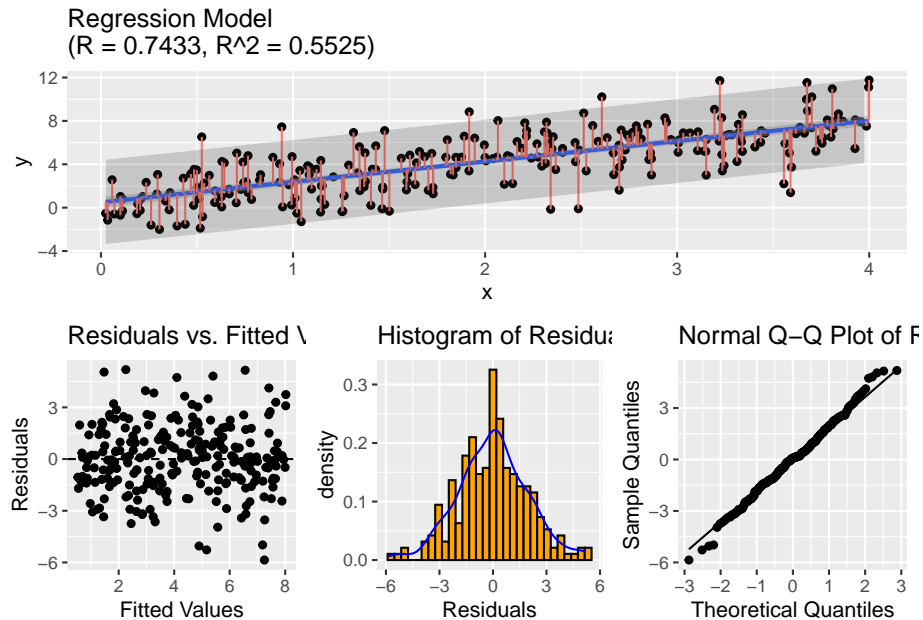 Regression Model
(R = 0.7433, R^2 = 0.5525)
12
8
4
0
−4
y
0
1
2
3
4
x
Residuals vs. Fitted V
3
0
−3
−6
Residuals
2
4
6
8
Fitted Values
Histogram of Residua
0.3
0.2
0.1
0.0
density
−6
−3
0
3
6
Residuals
Normal Q−Q Plot of R
3
0
−3
−6
Sample Quantiles
−3
−2
−1
0
1
2
3
Theoretical Quantiles